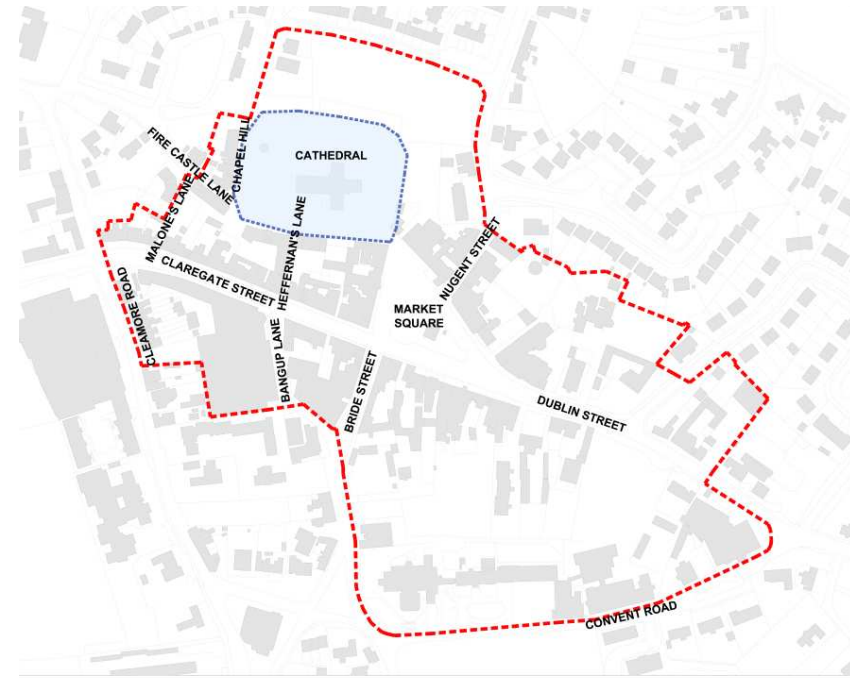 CATHEDRAL
FIRE CASTLE LANE
CHAPEL HILL
MALONE'S LANE
HEFFERNAN'S LANE
CLAREGATE STREET
NUGENT STREET
MARKET
SQUARE
CLEAMORE ROAD
BANGUP LANE
BRIDE STREET
DUBLIN STREET
CONVENT ROAD